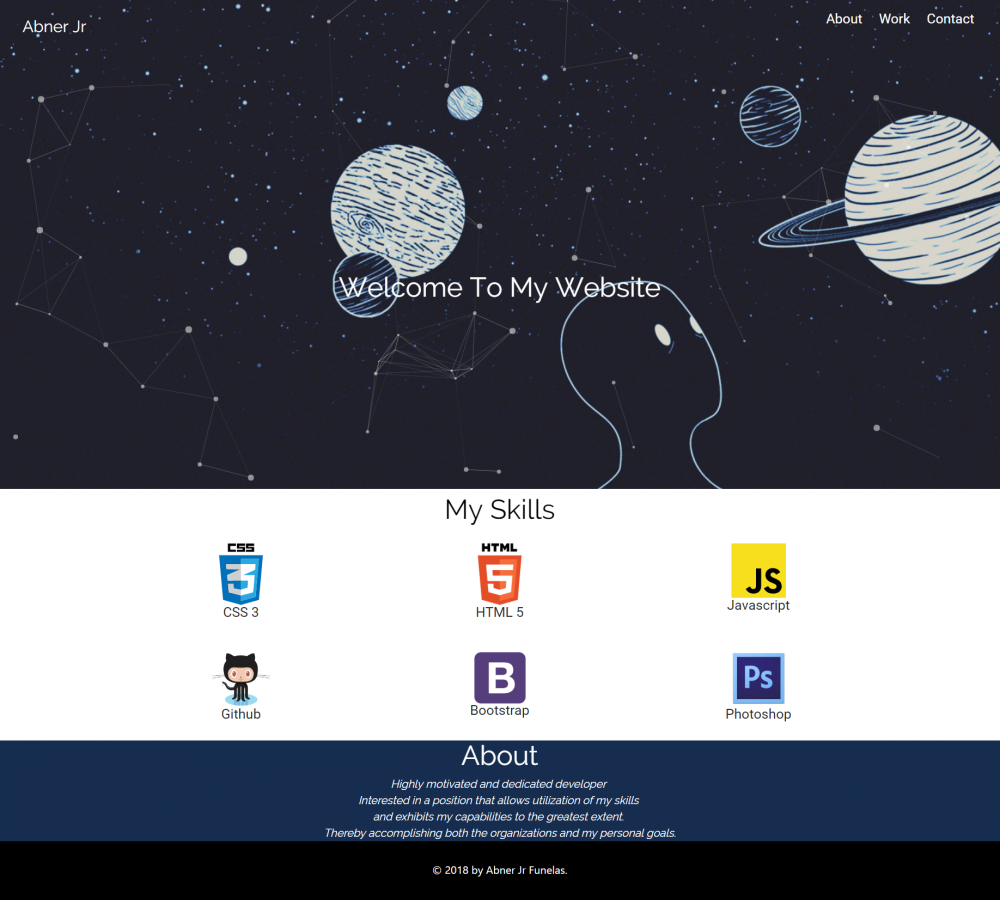 Abner Jr
About Work Contact
Welcome To My Website
My Skills
CSS
3
CSS 3
HTML
5
HTML 5
JS
Javascript
Github
B
Bootstrap
Ps
Photoshop
About
Highly motivated and dedicated developer
Interested in a position that allows utilization of my skills
and exhibits my capabilities to the greatest extent.
Thereby accomplishing both the organizations and my personal goals.
© 2018 by Abner Jr Funelas.